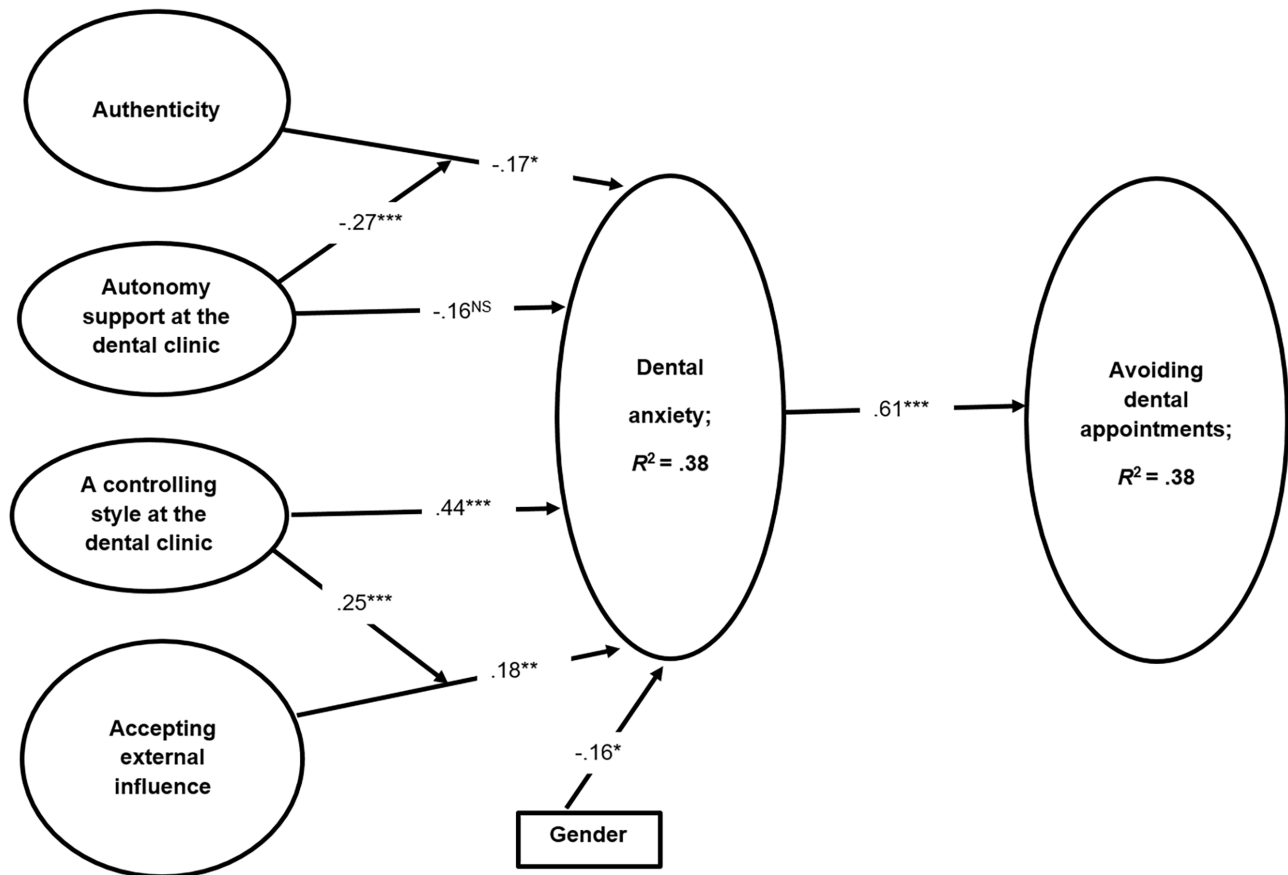 Authenticity
-.17*
-.27***
Autonomy
support at the
dental clinic
-.16NS
Dental
anxiety;
R² = .38
.61***
Avoiding
dental
appointments;
R² = .38
A controlling
style at the
dental clinic
.44***
.25***
.18**
Accepting
external
influence
-.16*
Gender